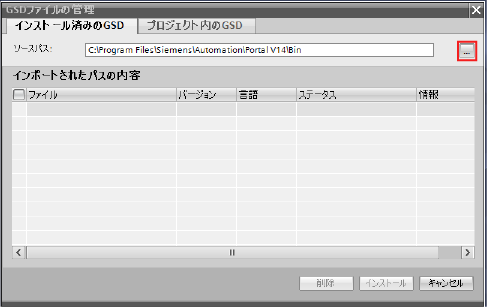 GSDファイルの管理
インストール済みのGSD プロジェクト内のGSD
ソースパス: C:\Program Files\Siemens\Automation\Portal V14\Bin ...
インポートされたパスの内容
ファイル バージョン 言語 ステータス 情報
削除 インストール キャンセル